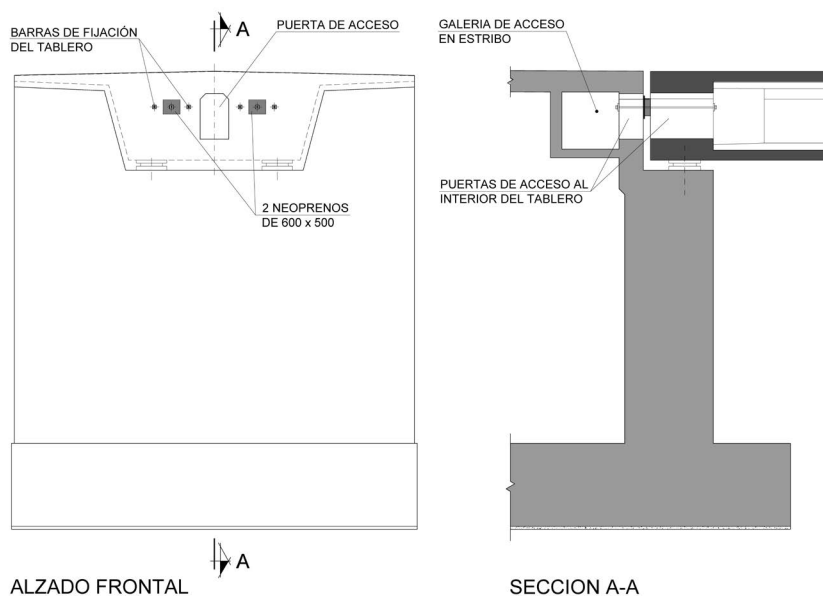 A
BARRAS DE FIJACIÓN
DEL TABLERO
PUERTA DE ACCESO
2 NEOPRENOS
DE 600 x 500
A
ALZADO FRONTAL
GALERIA DE ACCESO
EN ESTRIBO
PUERTAS DE ACCESO AL
INTERIOR DEL TABLERO
SECCION A-A